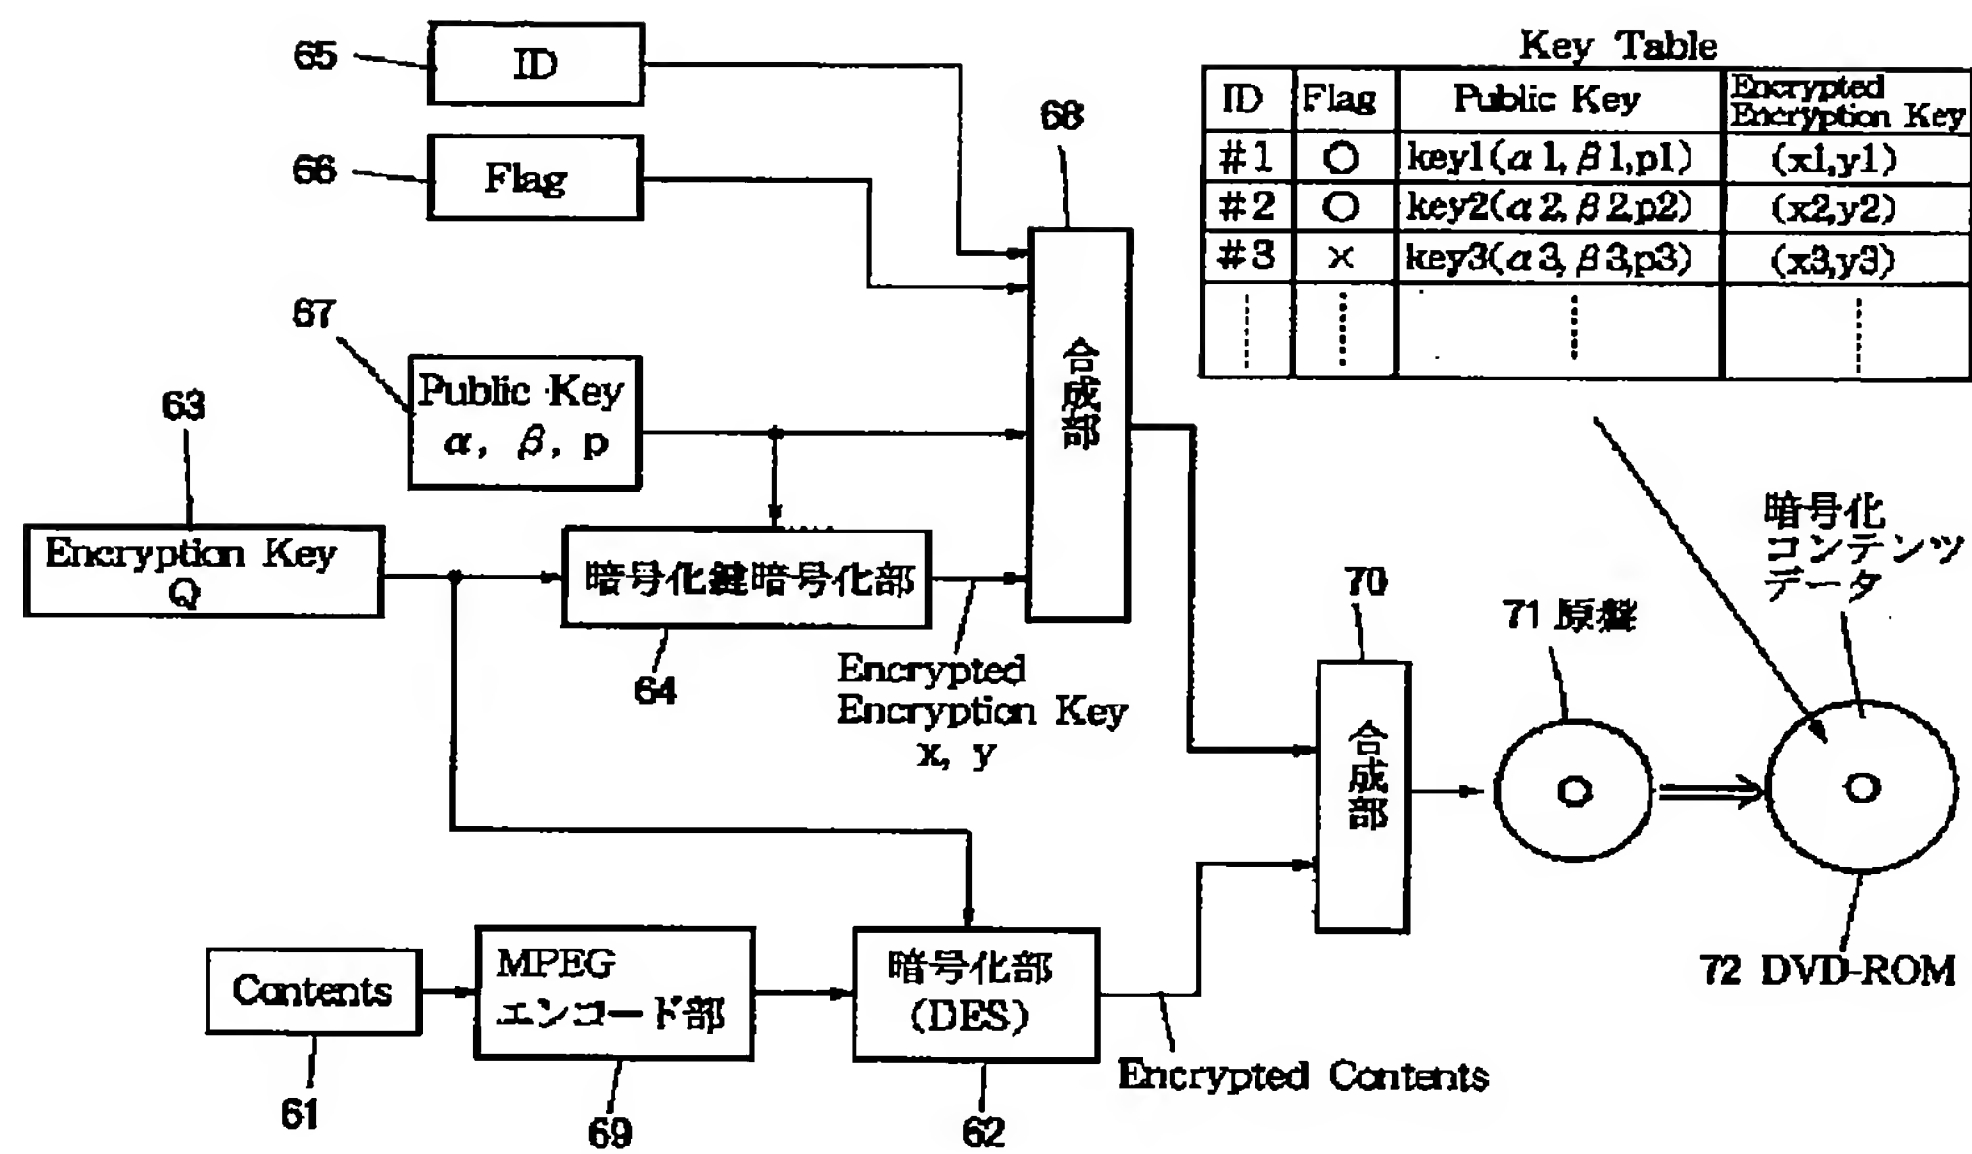 65
ID
66
Flag
67
Public Key
α, β, p
63
Encryption Key
Q
暗号化鍵暗号化部
64
Encrypted
Encryption Key
x, y
68
合成部
Key Table
ID Flag Public Key Encrypted Encryption Key
#1 ○ key1(α1,β1,p1) (x1,y1)
#2 ○ key2(α2,β2,p2) (x2,y2)
#3 × key3(α3,β3,p3) (x3,y3)
暗号化
コンテンツ
データ
70
合成部
71 原盤
72 DVD-ROM
Contents
61
MPEG
エンコード部
69
暗号化部
(DES)
62
Encrypted Contents